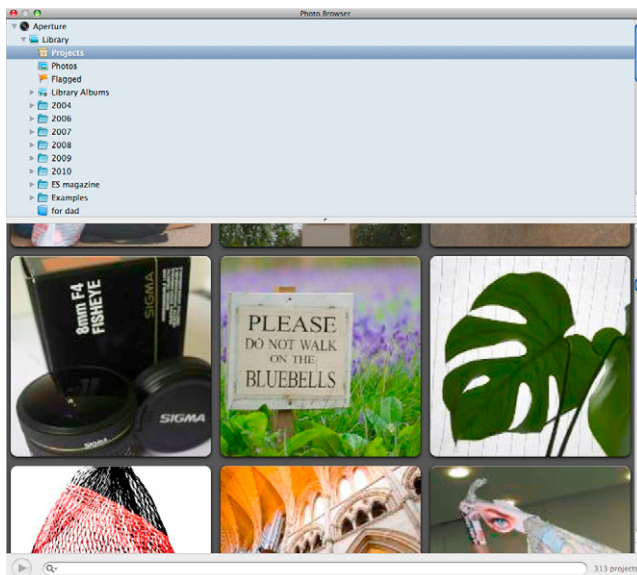 Photo Browser
Aperture
Library
Projects
Photos
Flagged
Library Albums
2004
2006
2007
2008
2009
2010
ES magazine
Examples
for dad
8mm F4
FISHEYE
SIGMA
SIGMA
SIGMA
PLEASE
DO NOT WALK
ON THE
BLUEBELLS
313 projects